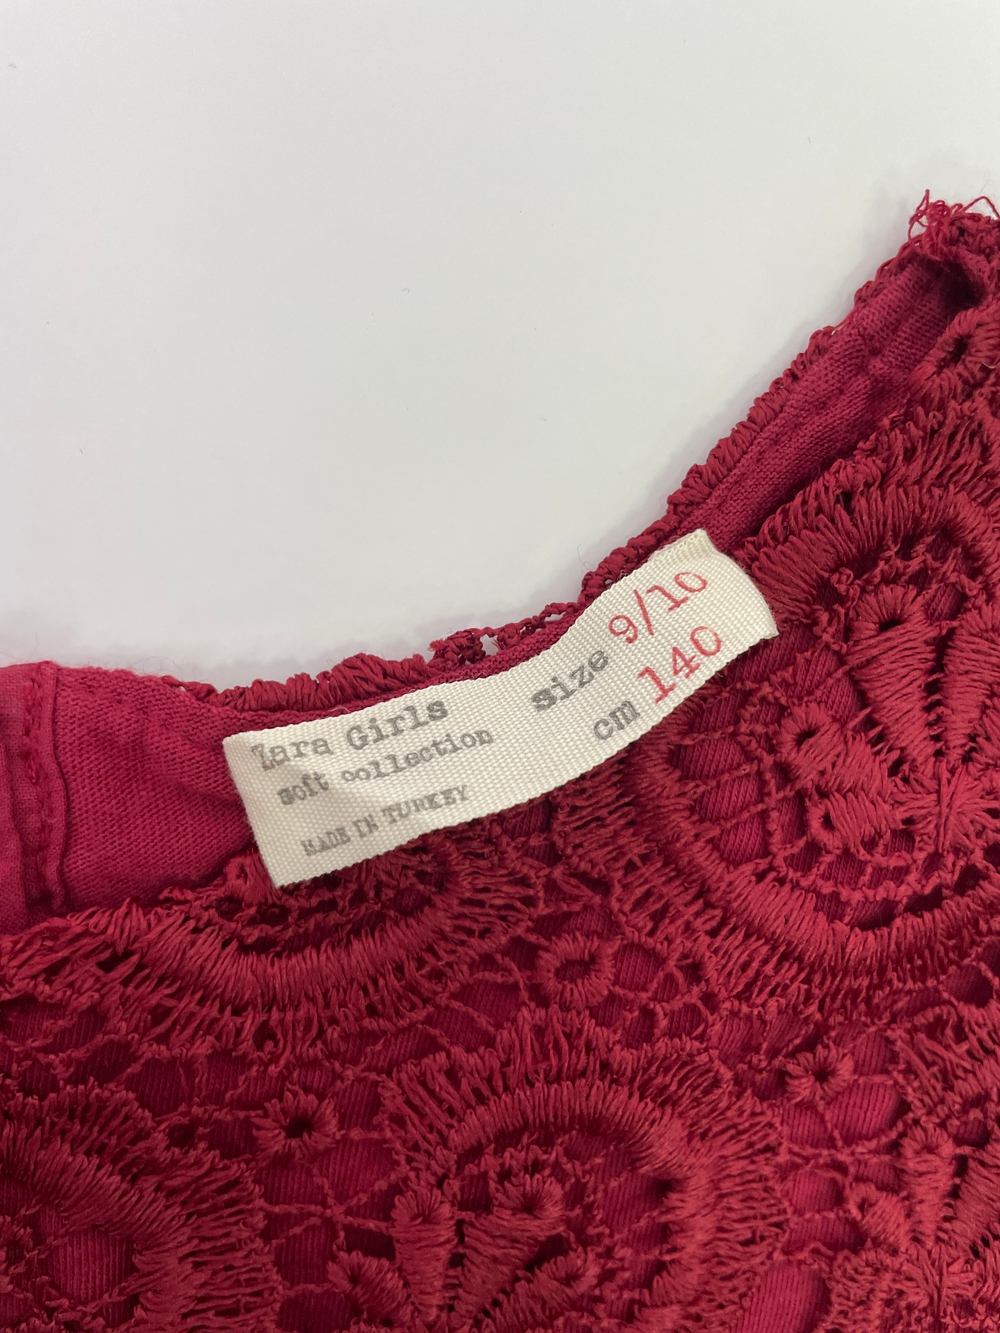 Zara Girls
soft collection
MADE IN TURKEY
size 9/10
cm 140